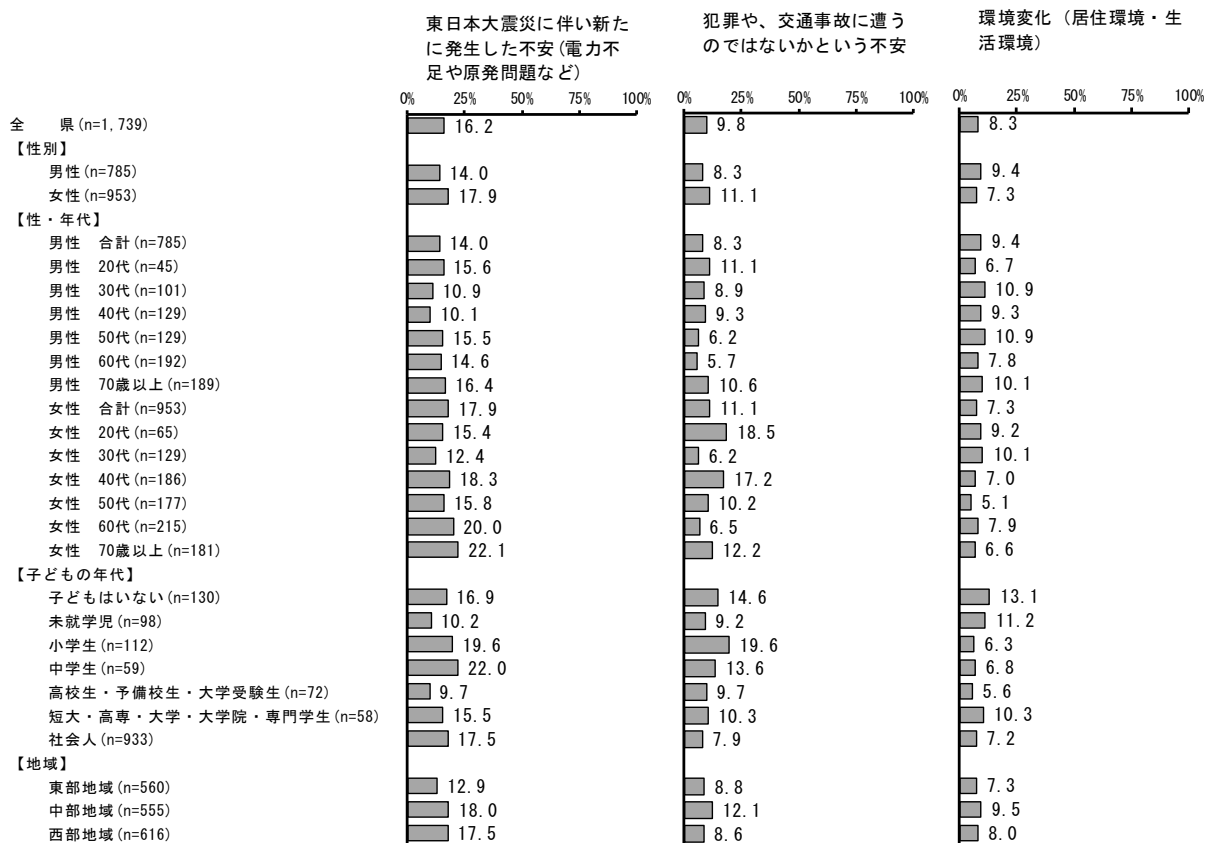 東日本大震災に伴い新た
に発生した不安(電力不
足や原発問題など)
犯罪や、交通事故に遭う
のではないかという不安
環境変化（居住環境・生
活環境）
0% 25% 50% 75% 100% 0% 25% 50% 75% 100% 0% 25% 50% 75% 100%
全　　県(n=1,739) 16.2 9.8 8.3
【性別】
男性(n=785) 14.0 8.3 9.4
女性(n=953) 17.9 11.1 7.3
【性・年代】
男性　合計(n=785) 14.0 8.3 9.4
男性　20代(n=45) 15.6 11.1 6.7
男性　30代(n=101) 10.9 8.9 10.9
男性　40代(n=129) 10.1 9.3 9.3
男性　50代(n=129) 15.5 6.2 10.9
男性　60代(n=192) 14.6 5.7 7.8
男性　70歳以上(n=189) 16.4 10.6 10.1
女性　合計(n=953) 17.9 11.1 7.3
女性　20代(n=65) 15.4 18.5 9.2
女性　30代(n=129) 12.4 6.2 10.1
女性　40代(n=186) 18.3 17.2 7.0
女性　50代(n=177) 15.8 10.2 5.1
女性　60代(n=215) 20.0 6.5 7.9
女性　70歳以上(n=181) 22.1 12.2 6.6
【子どもの年代】
子どもはいない(n=130) 16.9 14.6 13.1
未就学児(n=98) 10.2 9.2 11.2
小学生(n=112) 19.6 19.6 6.3
中学生(n=59) 22.0 13.6 6.8
高校生・予備校生・大学受験生(n=72) 9.7 9.7 5.6
短大・高専・大学・大学院・専門学生(n=58) 15.5 10.3 10.3
社会人(n=933) 17.5 7.9 7.2
【地域】
東部地域(n=560) 12.9 8.8 7.3
中部地域(n=555) 18.0 12.1 9.5
西部地域(n=616) 17.5 8.6 8.0